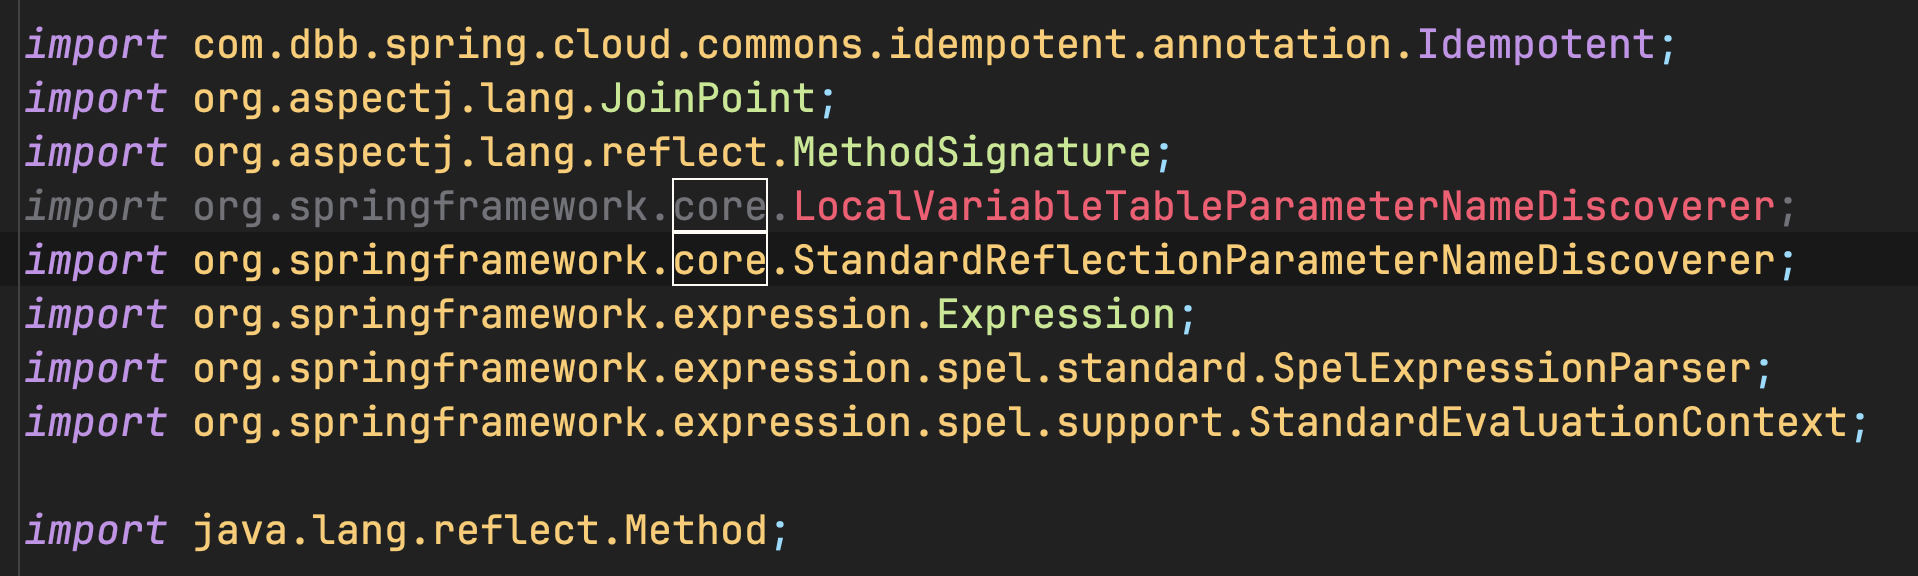 import com.dbb.spring.cloud.commons.idempotent.annotation.Idempotent;
import org.aspectj.lang.JoinPoint;
import org.aspectj.lang.reflect.MethodSignature;
import org.springframework.core.LocalVariableTableParameterNameDiscoverer;
import org.springframework.core.StandardReflectionParameterNameDiscoverer;
import org.springframework.expression.Expression;
import org.springframework.expression.spel.standard.SpelExpressionParser;
import org.springframework.expression.spel.support.StandardEvaluationContext;
import java.lang.reflect.Method;